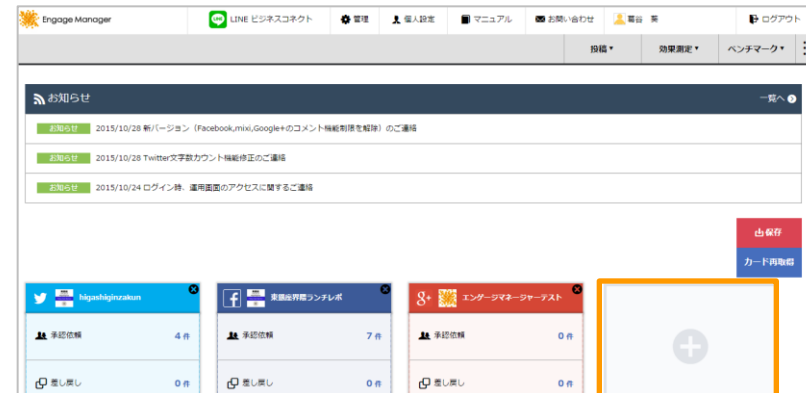 Engage Manager LINE ビジネスコネクト 管理 個人設定 マニュアル お問い合わせ ログアウト
投稿▼ 効果測定▼ ベンチマーク▼
お知らせ 一覧へ
お知らせ 2015/10/28 新バージョン(Facebook,mixi,Google+のコメント機能制限を解除)のご連絡
お知らせ 2015/10/28 Twitter文字数カウント機能修正のご連絡
お知らせ 2015/10/24 ログイン時、運用画面のアクセスに関するご連絡
保存
カード再取得
higashiginzakun 東銀座界隈ランチレポ 8+ エンゲージマネージャーテスト
承認依頼 4 件 承認依頼 7 件 承認依頼 0 件
差し戻し 0 件 差し戻し 0 件 差し戻し 0 件